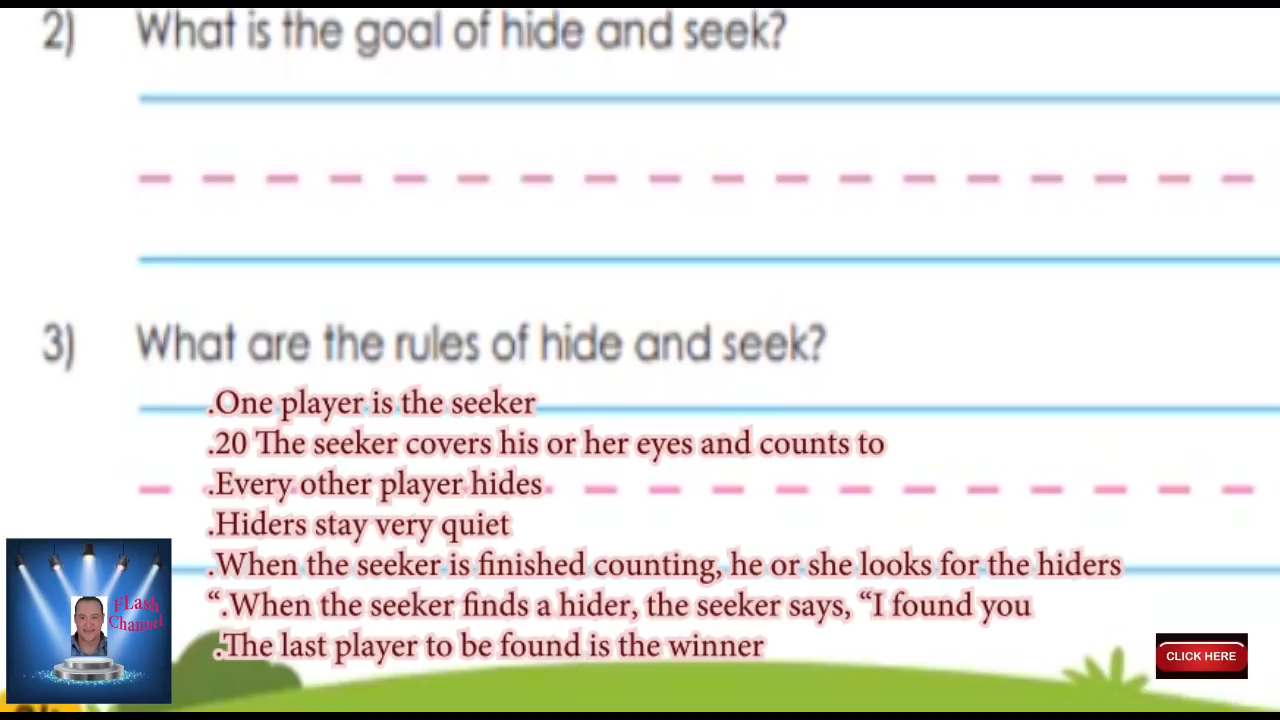 2) What is the goal of hide and seek?
3) What are the rules of hide and seek?
.One player is the seeker
.20 The seeker covers his or her eyes and counts to
.Every other player hides
.Hiders stay very quiet
.When the seeker is finished counting, he or she looks for the hiders
“.When the seeker finds a hider, the seeker says, “I found you
.The last player to be found is the winner
FLash
Channel
CLICK HERE